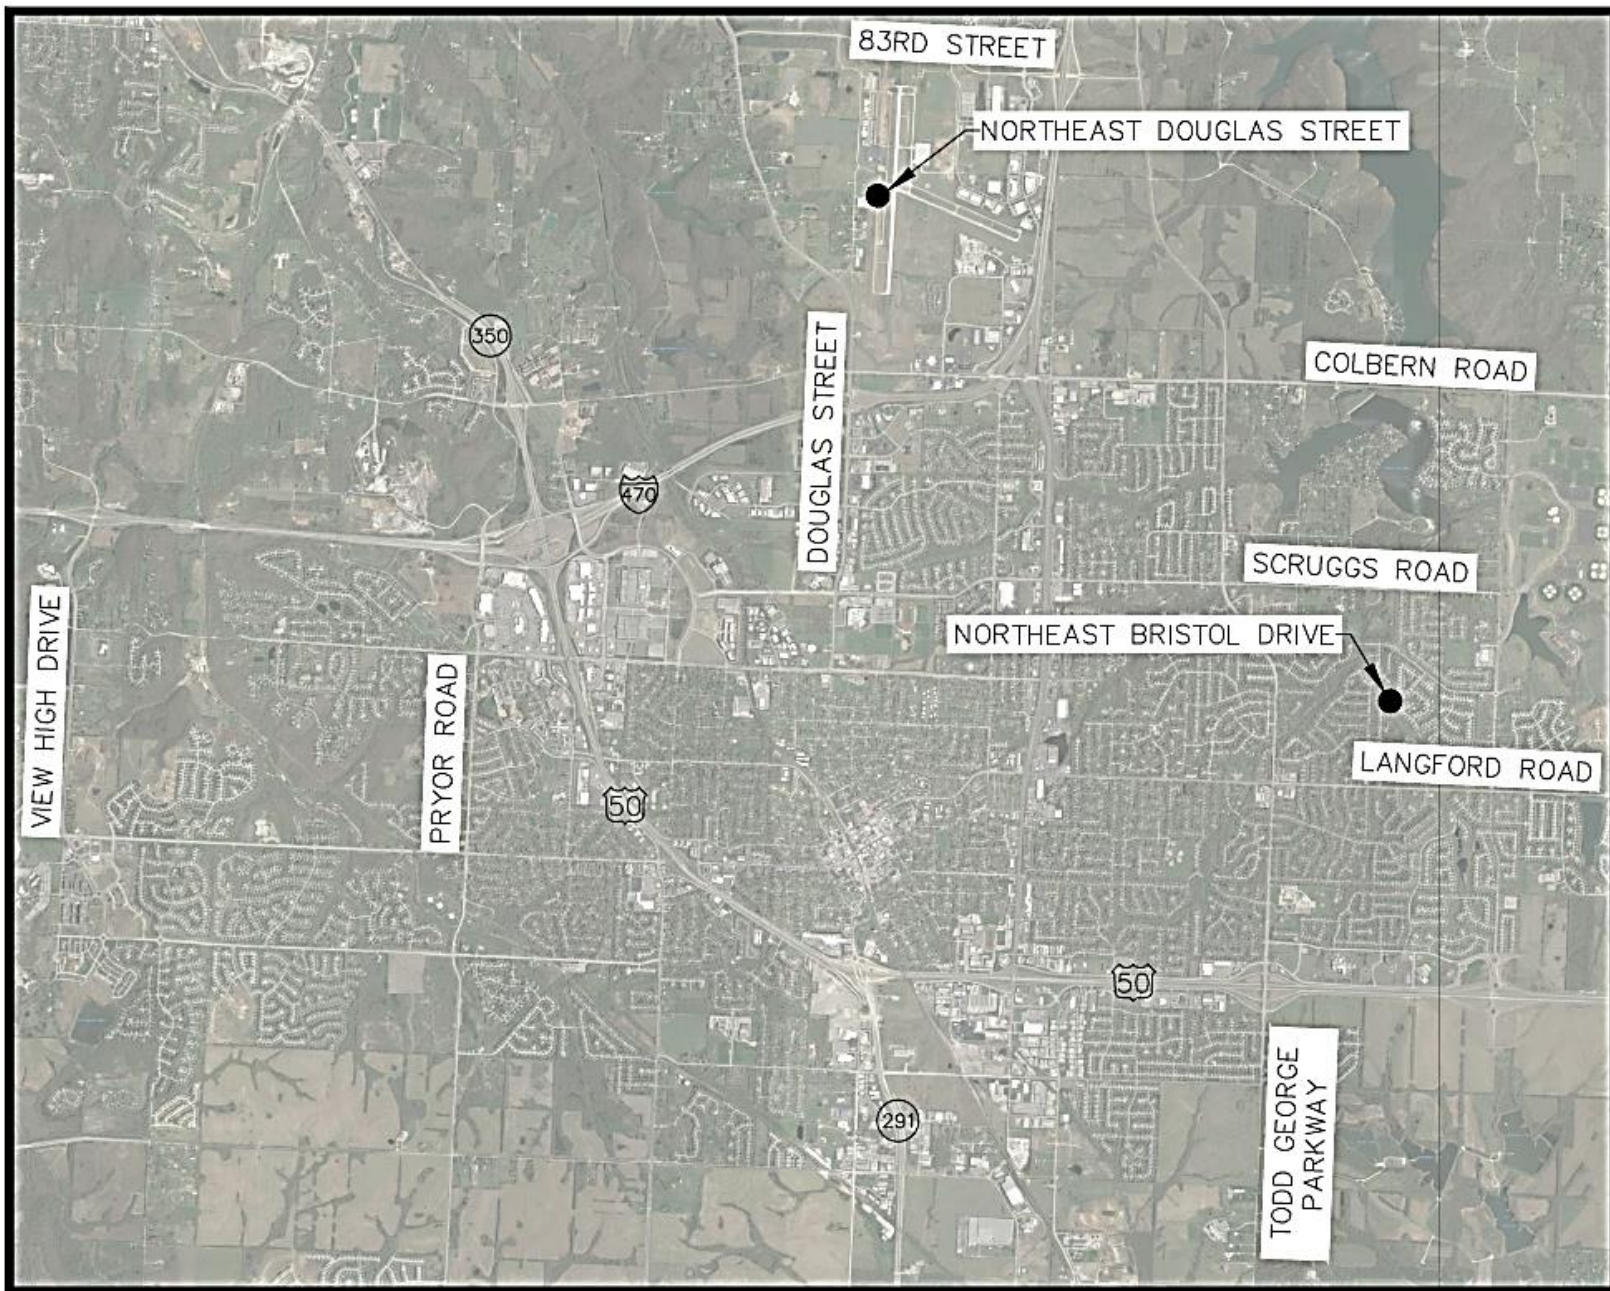 83RD STREET
NORTHEAST DOUGLAS STREET
350
DOUGLAS STREET
COLBERN ROAD
470
SCRUGGS ROAD
NORTHEAST BRISTOL DRIVE
VIEW HIGH DRIVE
PRYOR ROAD
LANGFORD ROAD
50
50
TODD GEORGE
PARKWAY
291